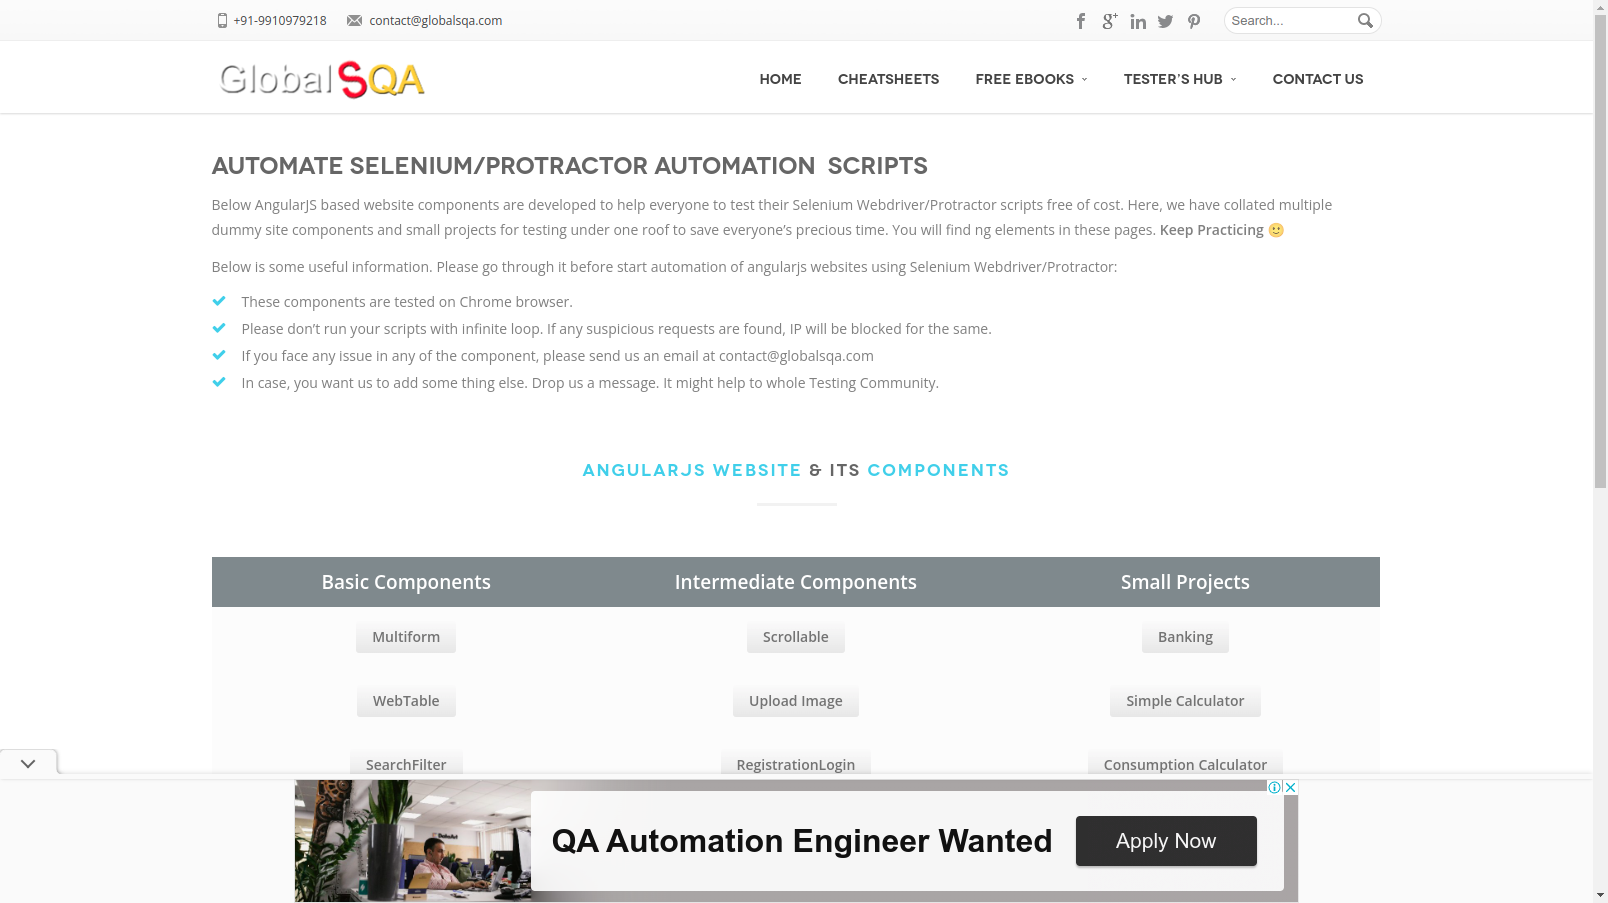 +91-9910979218 contact@globalsqa.com Search...
GlobalSQA HOME CHEATSHEETS FREE EBOOKS TESTER'S HUB CONTACT US
AUTOMATE SELENIUM/PROTRACTOR AUTOMATION SCRIPTS
Below AngularJS based website components are developed to help everyone to test their Selenium Webdriver/Protractor scripts free of cost. Here, we have collated multiple
dummy site components and small projects for testing under one roof to save everyone's precious time. You will find ng elements in these pages. Keep Practicing 🙂
Below is some useful information. Please go through it before start automation of angularjs websites using Selenium Webdriver/Protractor:
These components are tested on Chrome browser.
Please don't run your scripts with infinite loop. If any suspicious requests are found, IP will be blocked for the same.
If you face any issue in any of the component, please send us an email at contact@globalsqa.com
In case, you want us to add some thing else. Drop us a message. It might help to whole Testing Community.
ANGULARJS WEBSITE & ITS COMPONENTS
Basic Components Intermediate Components Small Projects
Multiform Scrollable Banking
WebTable Upload Image Simple Calculator
SearchFilter RegistrationLogin Consumption Calculator
QA Automation Engineer Wanted Apply Now